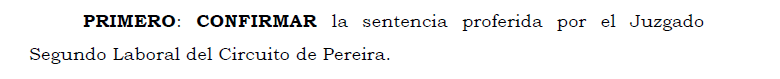 PRIMERO: CONFIRMAR la sentencia proferida por el Juzgado
Segundo Laboral del Circuito de Pereira.